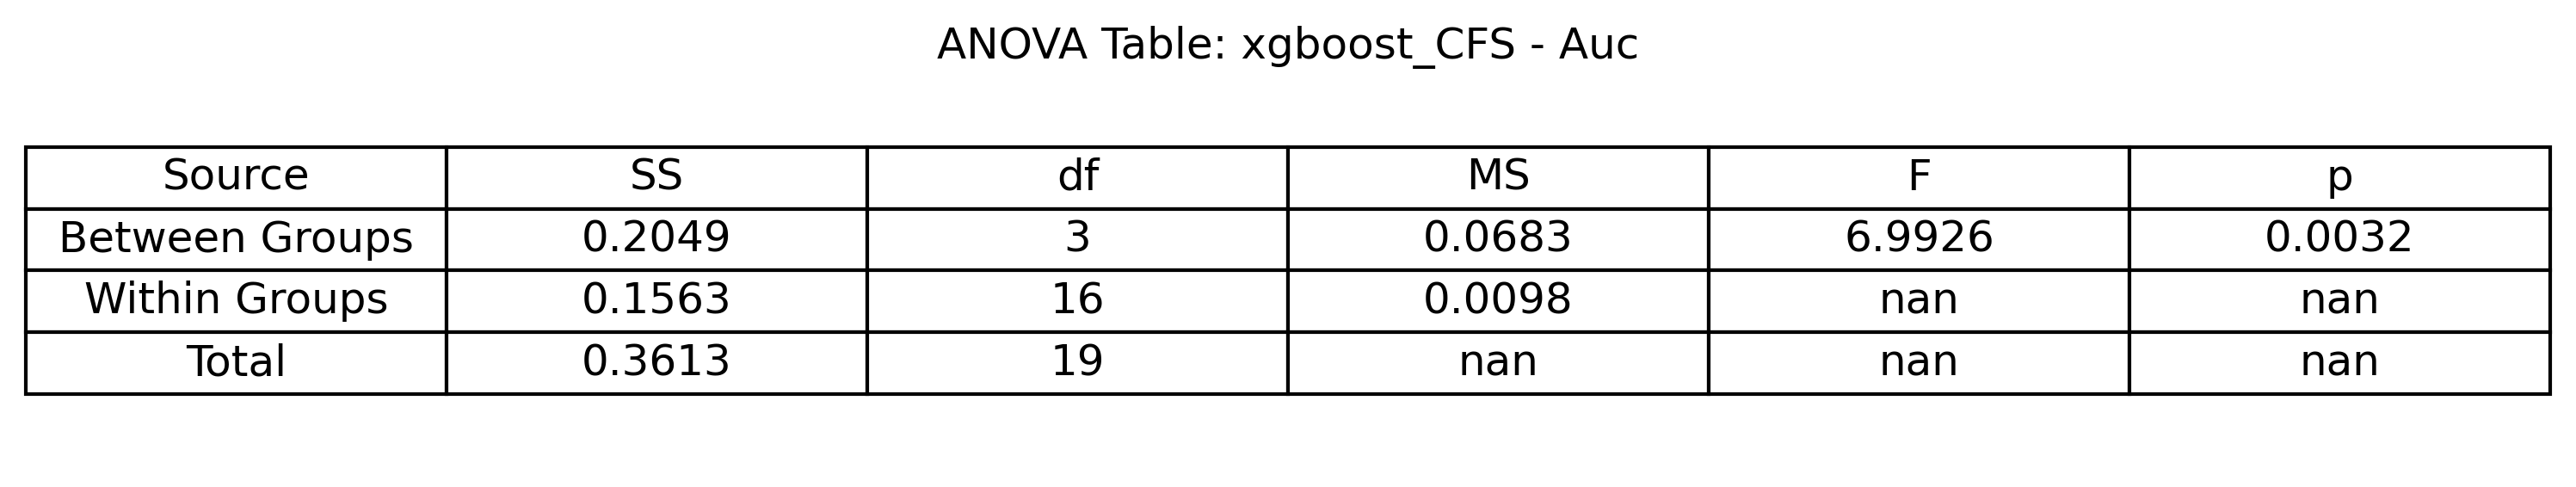 ANOVA Table: xgboost_CFS - Auc
Source SS df MS F p
Between Groups 0.2049 3 0.0683 6.9926 0.0032
Within Groups 0.1563 16 0.0098 nan nan
Total 0.3613 19 nan nan nan